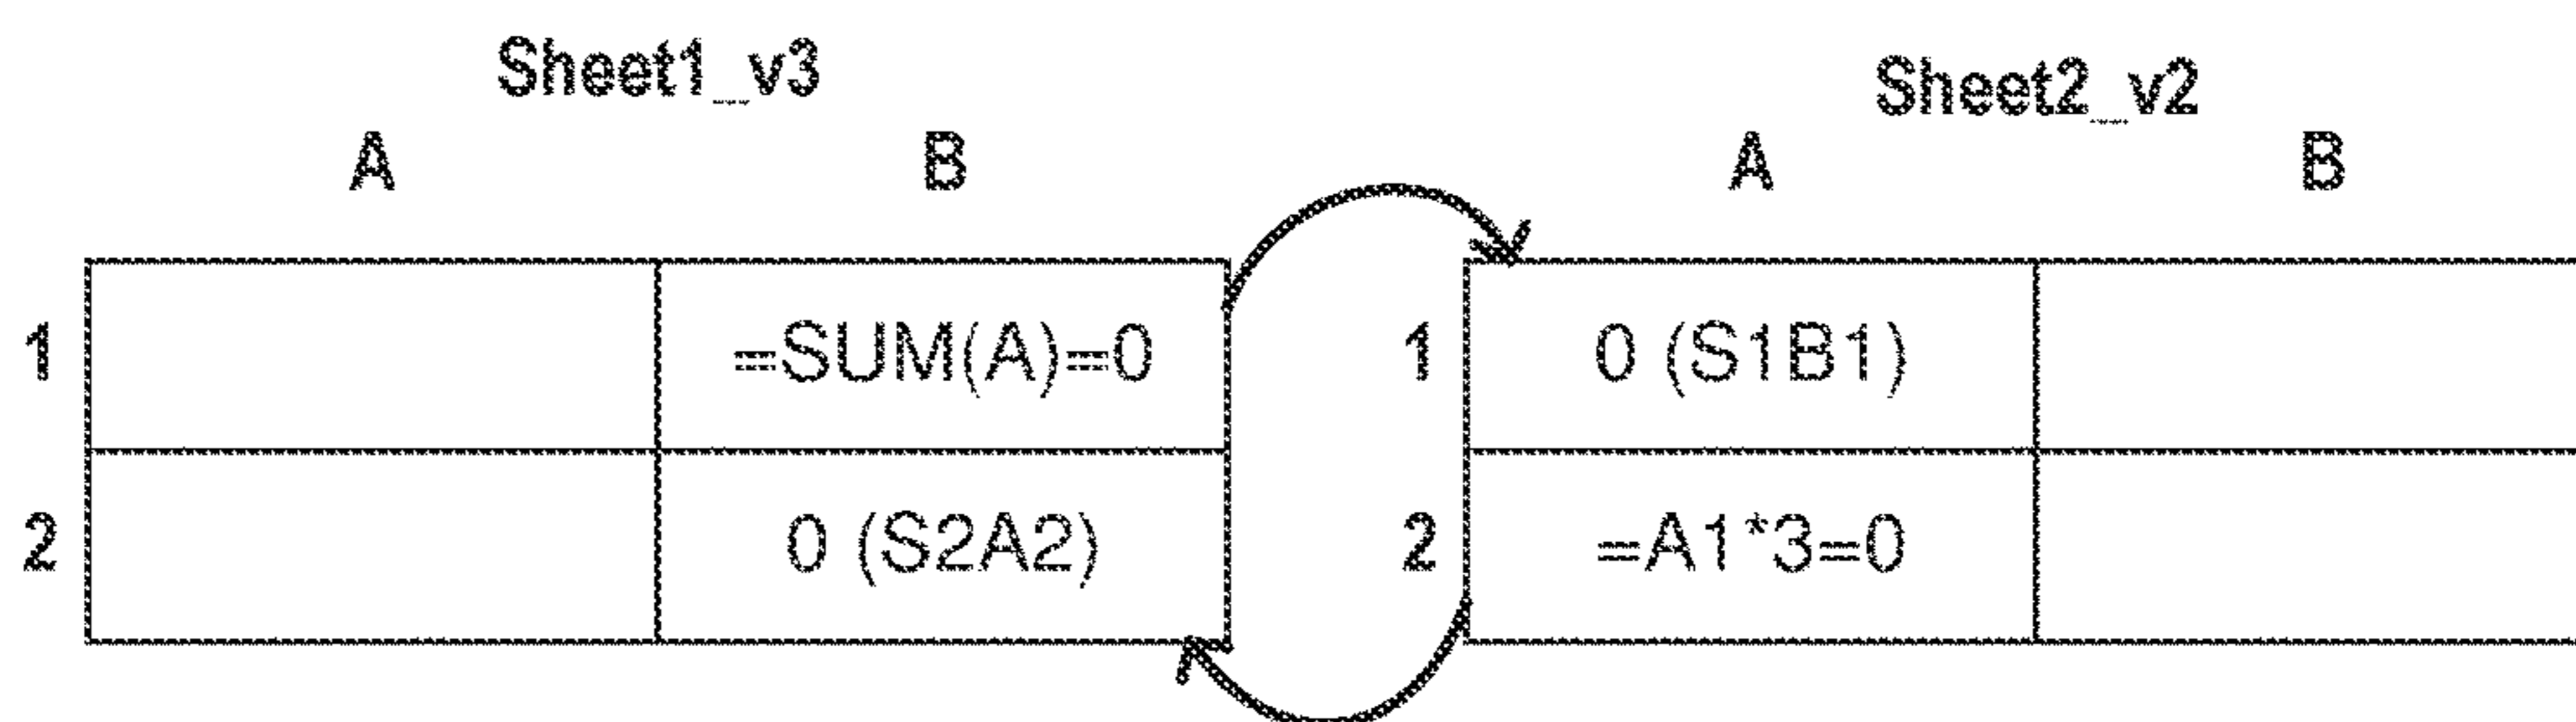 Sheet1_v3 Sheet2_v2
A B A B
1 =SUM(A)=0 1 0 (S1B1)
2 0 (S2A2) 2 =A1*3=0